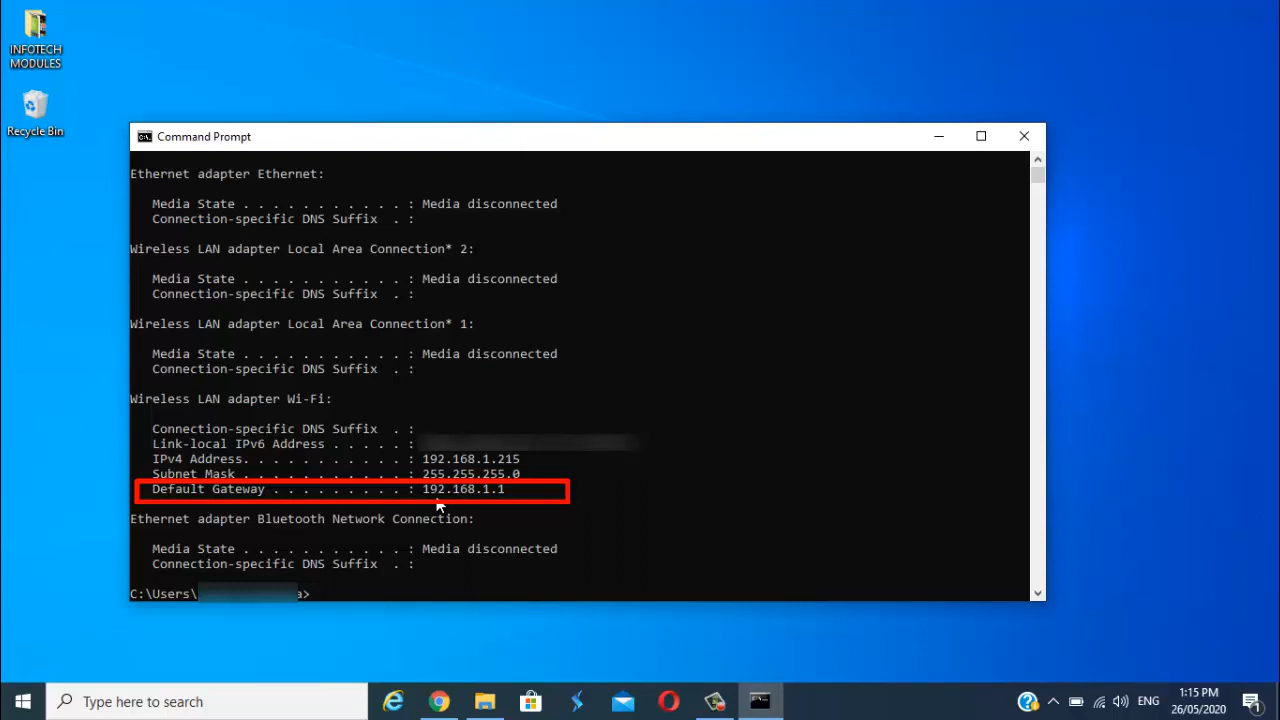 INFOTECH
MODULES
Recycle Bin
Command Prompt
Ethernet adapter Ethernet:
Media State . . . . . . . . . . . : Media disconnected
Connection-specific DNS Suffix  . :
Wireless LAN adapter Local Area Connection* 2:
Media State . . . . . . . . . . . : Media disconnected
Connection-specific DNS Suffix  . :
Wireless LAN adapter Local Area Connection* 1:
Media State . . . . . . . . . . . : Media disconnected
Connection-specific DNS Suffix  . :
Wireless LAN adapter Wi-Fi:
Connection-specific DNS Suffix  . :
Link-local IPv6 Address . . . . . :
IPv4 Address. . . . . . . . . . . : 192.168.1.215
Subnet Mask . . . . . . . . . . . : 255.255.255.0
Default Gateway . . . . . . . . . : 192.168.1.1
Ethernet adapter Bluetooth Network Connection:
Media State . . . . . . . . . . . : Media disconnected
Connection-specific DNS Suffix  . :
C:\Users\ a>
Type here to search
ENG
1:15 PM
26/05/2020
1